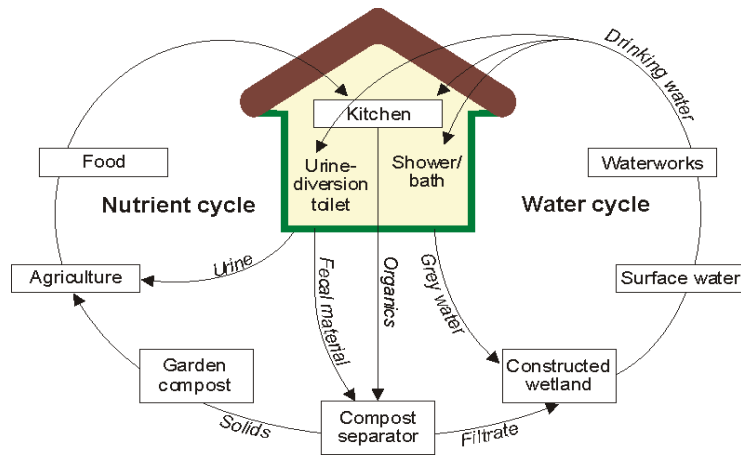 Drinking water
Kitchen
Food
Urine-
diversion
toilet
Shower/
bath
Waterworks
Nutrient cycle
Water cycle
Agriculture
Urine
Fecal material
Organics
Grey water
Surface water
Garden
compost
Constructed
wetland
Solids
Compost
separator
Filtrate